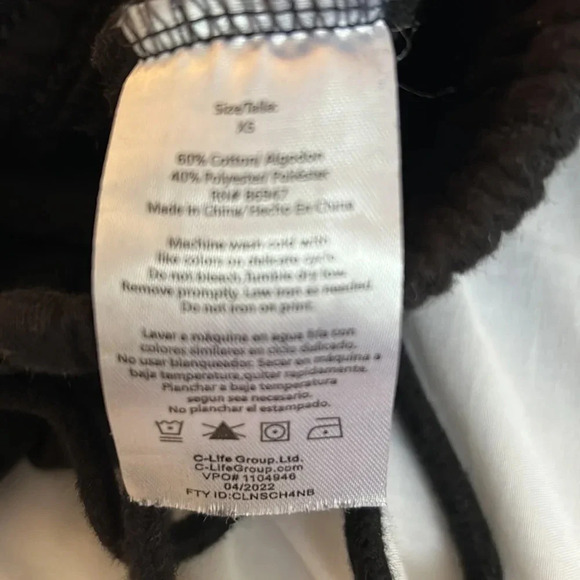 Size/Talla:
XS
60% Cotton/ Algodon
40% Polyester/ Poliéster
Made In China/ Hecho En China
Machine wash cold with
like colors on delicate cycle.
Do not bleach. Tumble dry low.
Remove promptly. Low iron as needed.
Do not iron on print.
Lavar a máquina en agua fria con
colores similares en ciclo delicado.
No usar blanqueador. Secar en máquina a
baja temperatura, quitar rapidamente.
Planchar a baja temperatura
segun sea necesario.
No planchar el estampado.
C-Life Group.Ltd.
C-LifeGroup.com
VPO# 1104946
04/2022
FTY ID:CLNSCH4NB